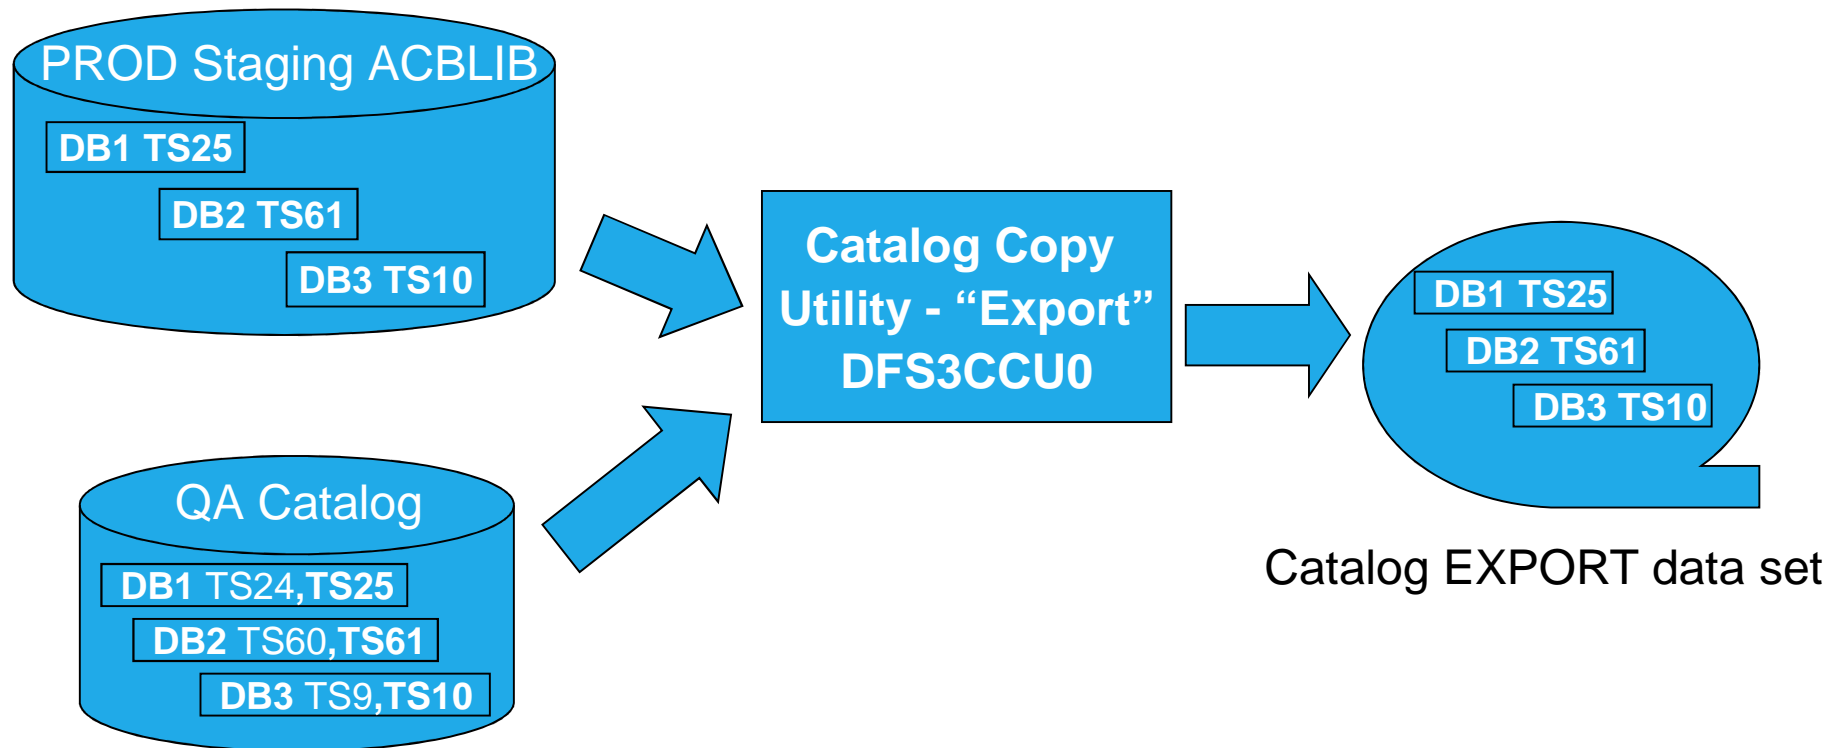 PROD Staging ACBLIB
DB1 TS25
DB2 TS61
DB3 TS10
QA Catalog
DB1 TS24,TS25
DB2 TS60,TS61
DB3 TS9,TS10
Catalog Copy
Utility - “Export”
DFS3CCU0
DB1 TS25
DB2 TS61
DB3 TS10
Catalog EXPORT data set